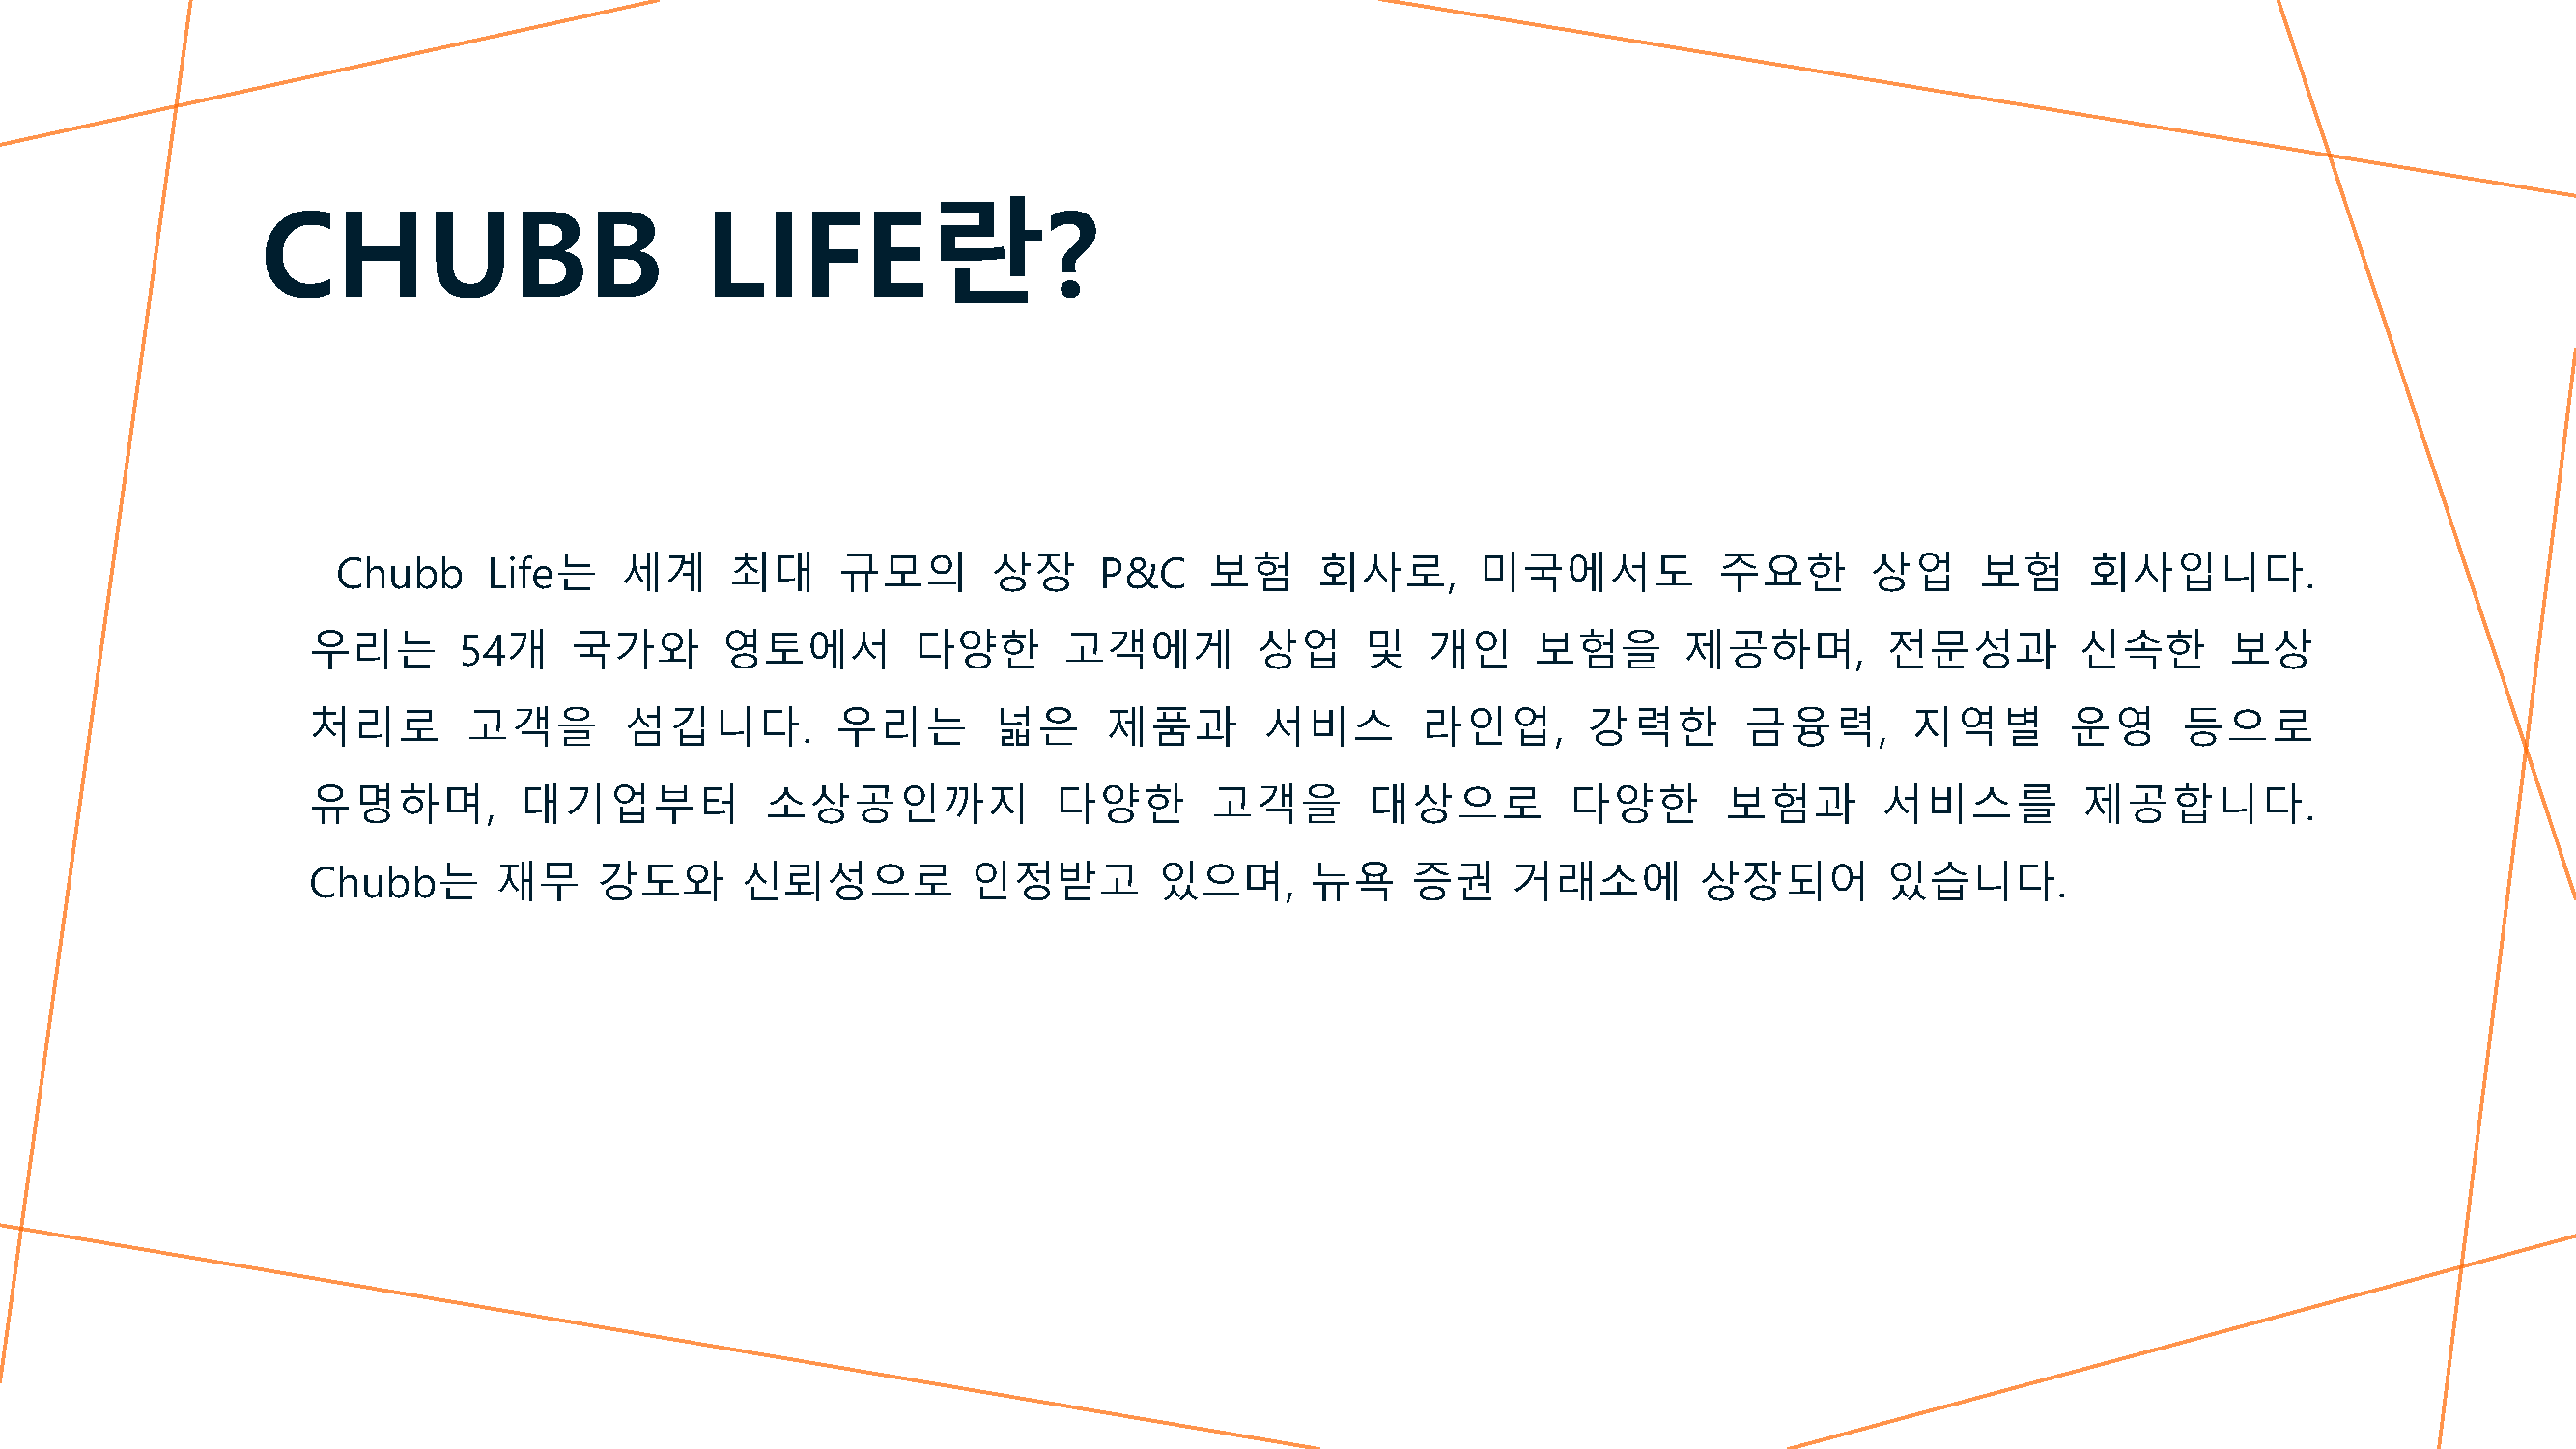 CHUBB LIFE란?
Chubb Life는 세계 최대 규모의 상장 P&C 보험 회사로, 미국에서도 주요한 상업 보험 회사입니다.
우리는 54개 국가와 영토에서 다양한 고객에게 상업 및 개인 보험을 제공하며, 전문성과 신속한 보상
처리로 고객을 섬깁니다. 우리는 넓은 제품과 서비스 라인업, 강력한 금융력, 지역별 운영 등으로
유명하며, 대기업부터 소상공인까지 다양한 고객을 대상으로 다양한 보험과 서비스를 제공합니다.
Chubb는 재무 강도와 신뢰성으로 인정받고 있으며, 뉴욕 증권 거래소에 상장되어 있습니다.